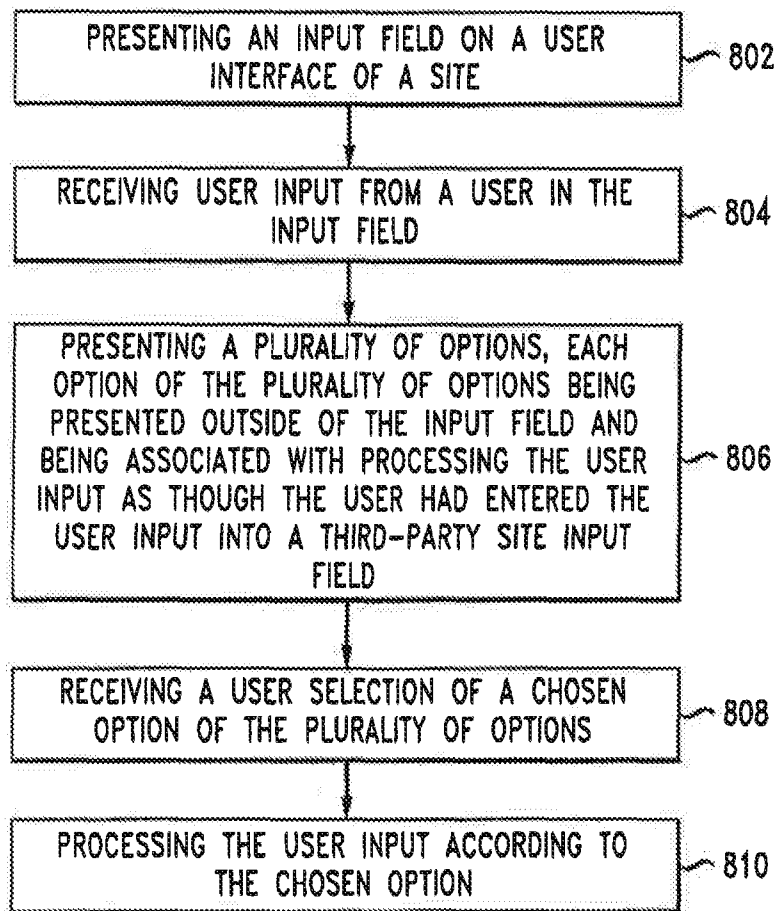 PRESENTING AN INPUT FIELD ON A USER
INTERFACE OF A SITE
802
RECEIVING USER INPUT FROM A USER IN THE
INPUT FIELD
804
PRESENTING A PLURALITY OF OPTIONS, EACH
OPTION OF THE PLURALITY OF OPTIONS BEING
PRESENTED OUTSIDE OF THE INPUT FIELD AND
BEING ASSOCIATED WITH PROCESSING THE USER
INPUT AS THOUGH THE USER HAD ENTERED THE
USER INPUT INTO A THIRD-PARTY SITE INPUT
FIELD
806
RECEIVING A USER SELECTION OF A CHOSEN
OPTION OF THE PLURALITY OF OPTIONS
808
PROCESSING THE USER INPUT ACCORDING TO
THE CHOSEN OPTION
810